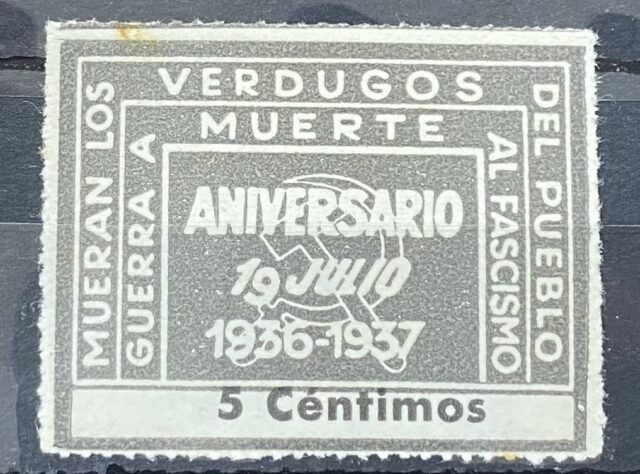 MUERAN LOS
VERDUGOS
DEL PUEBLO
GUERRA A
MUERTE
AL FASCISMO
ANIVERSARIO
19 JULIO
1936-1937
5 Céntimos